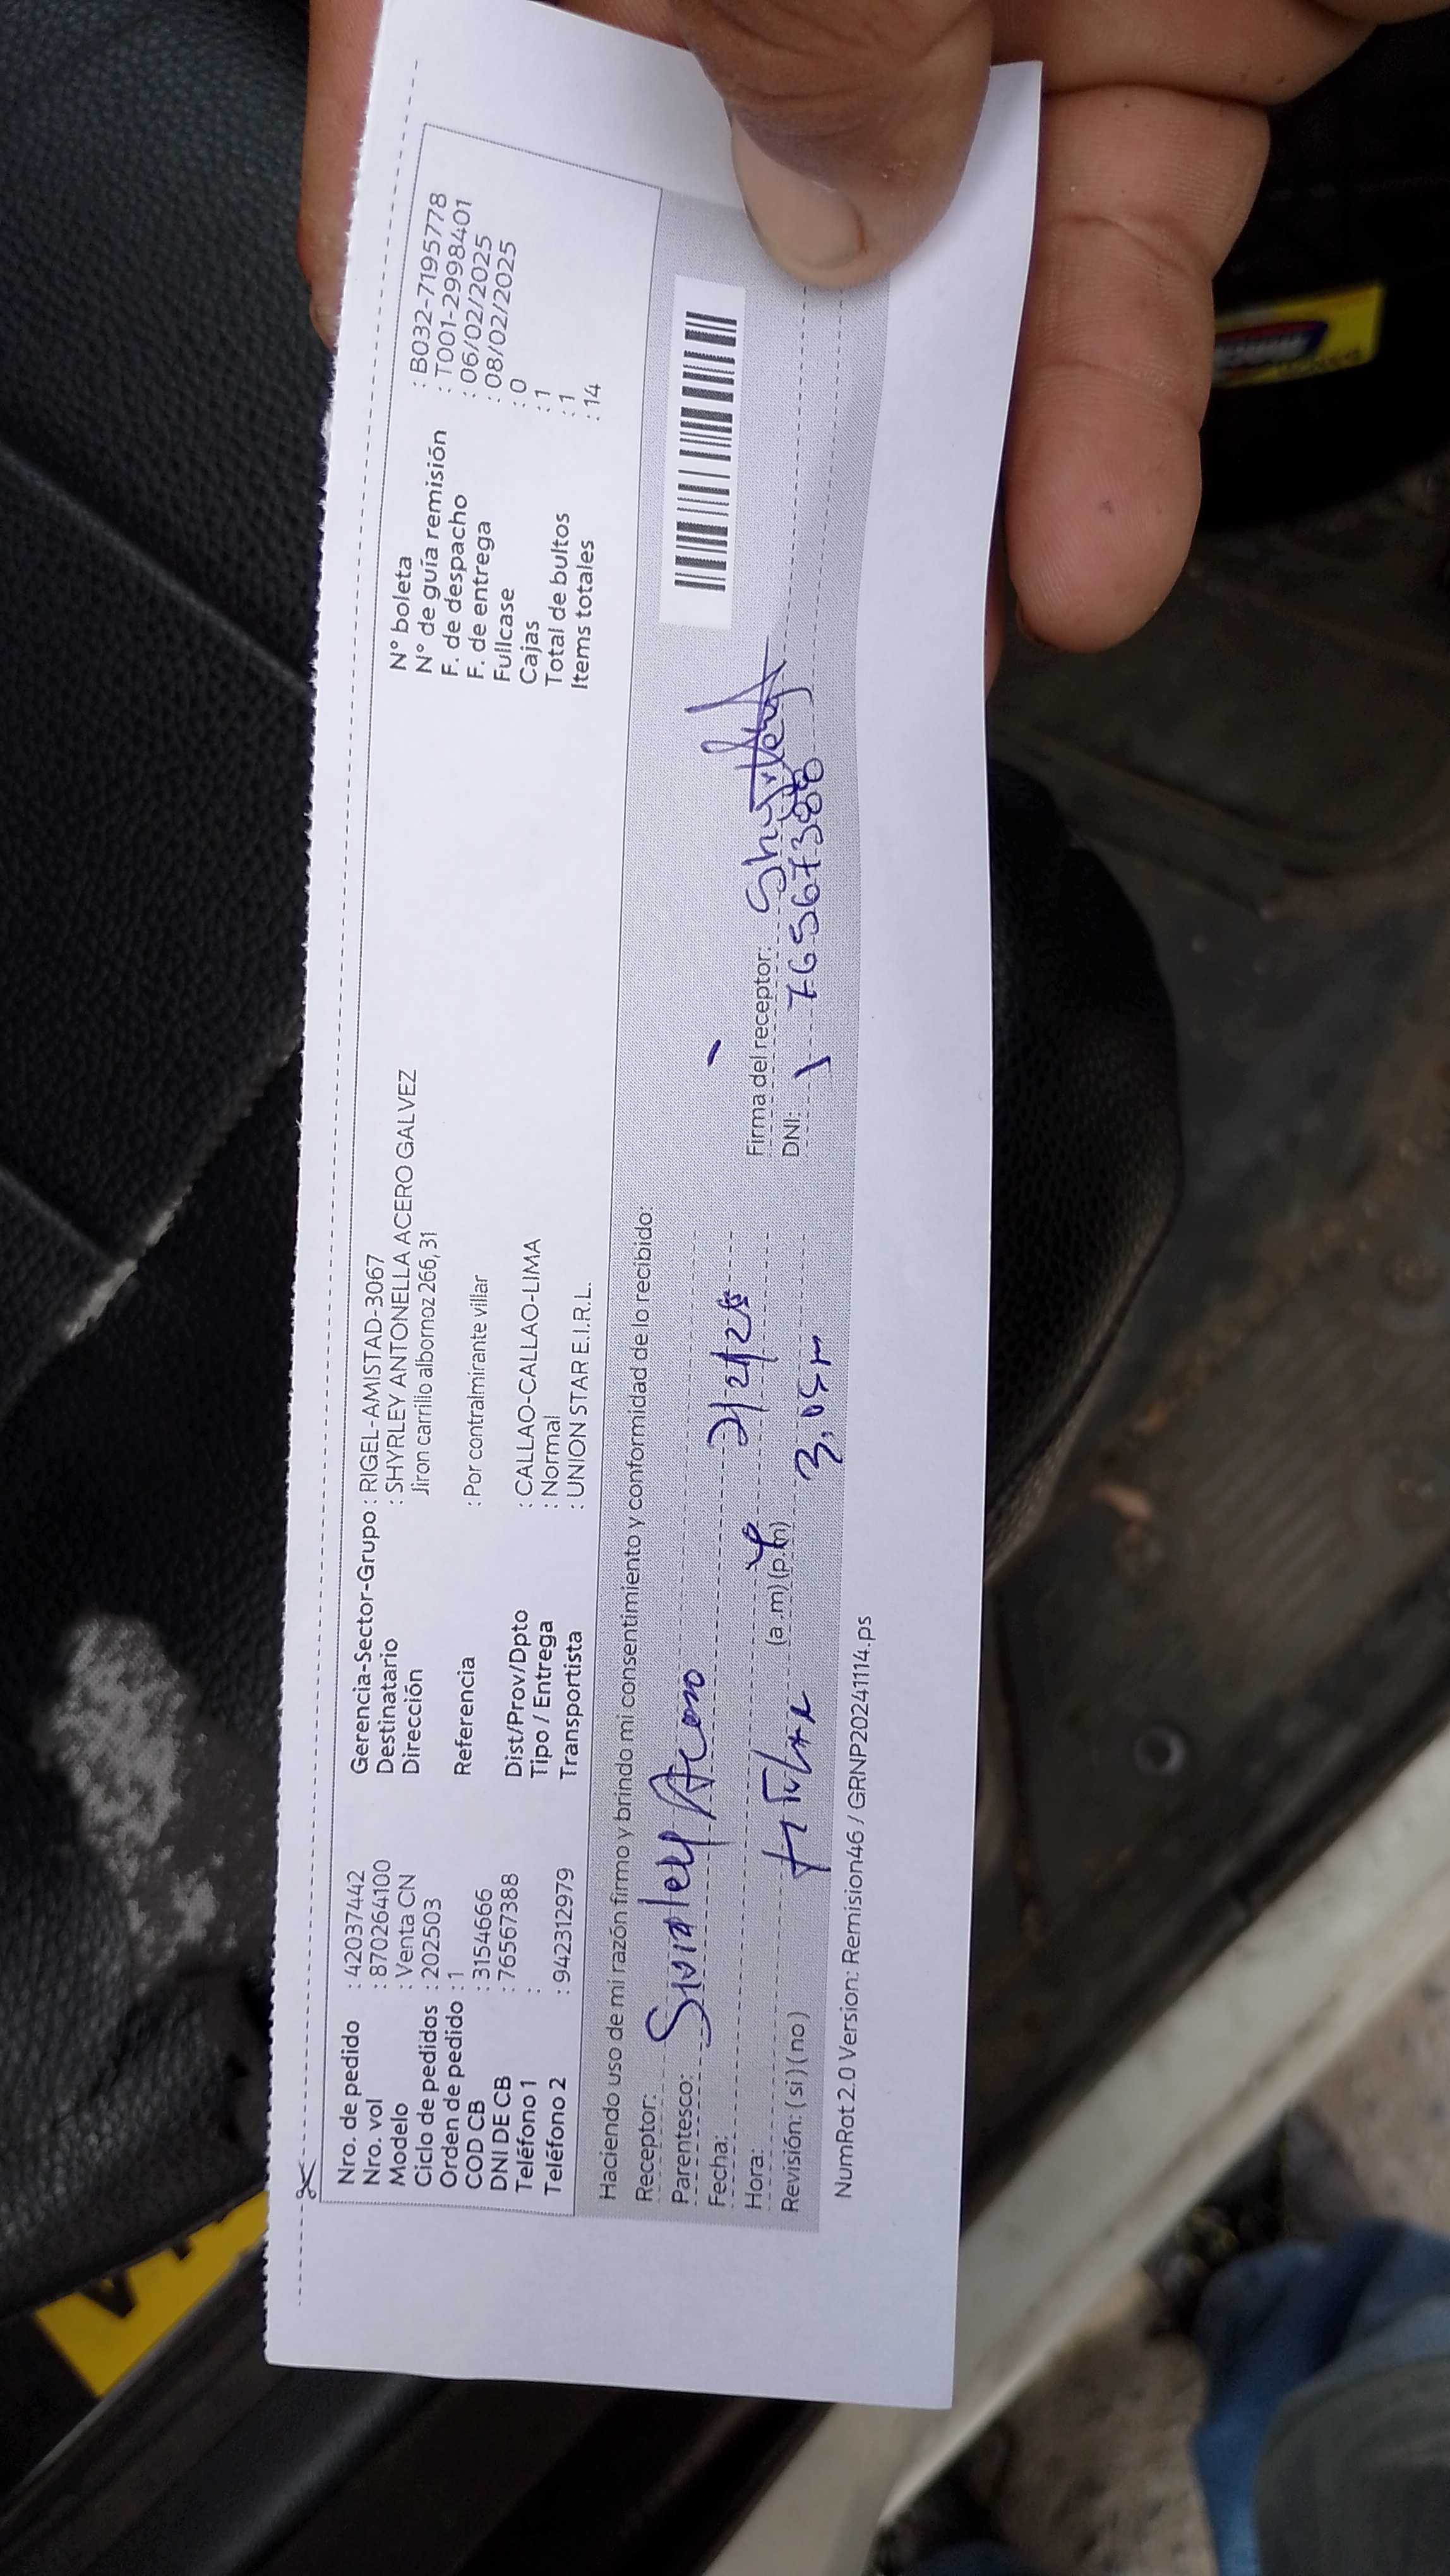 Nro. de pedido : 42037442
Nro. vol : 870264100
Modelo : Venta CN
Ciclo de pedidos : 202503
Orden de pedido : 1
COD CB : 3154666
DNI DE CB : 76567388
Teléfono 1 :
Teléfono 2 : 942312979
Gerencia-Sector-Grupo : RIGEL-AMISTAD-3067
Destinatario : SHYRLEY ANTONELLA ACERO GALVEZ
Dirección Jiron carrillo albornoz 266, 31
Referencia : Por contralmirante villar
Dist/Prov/Dpto : CALLAO-CALLAO-LIMA
Tipo / Entrega : Normal
Transportista : UNION STAR E.I.R.L.
N° boleta : B032-7195778
N° de guía remisión : T001-2998401
F. de despacho : 06/02/2025
F. de entrega : 08/02/2025
Fullcase : 0
Cajas : 1
Total de bultos : 1
Items totales : 14
Haciendo uso de mi razón firmo y brindo mi consentimiento y conformidad de lo recibido:
Receptor: Acero
Parentesco:
Fecha:
Hora: (a .m) (p.m)
Revisión: ( si ) ( no ) titular
Firma del receptor:
DNI: 76567388
NumRot 2.0 Version: Remision46 / GRNP20241114.ps